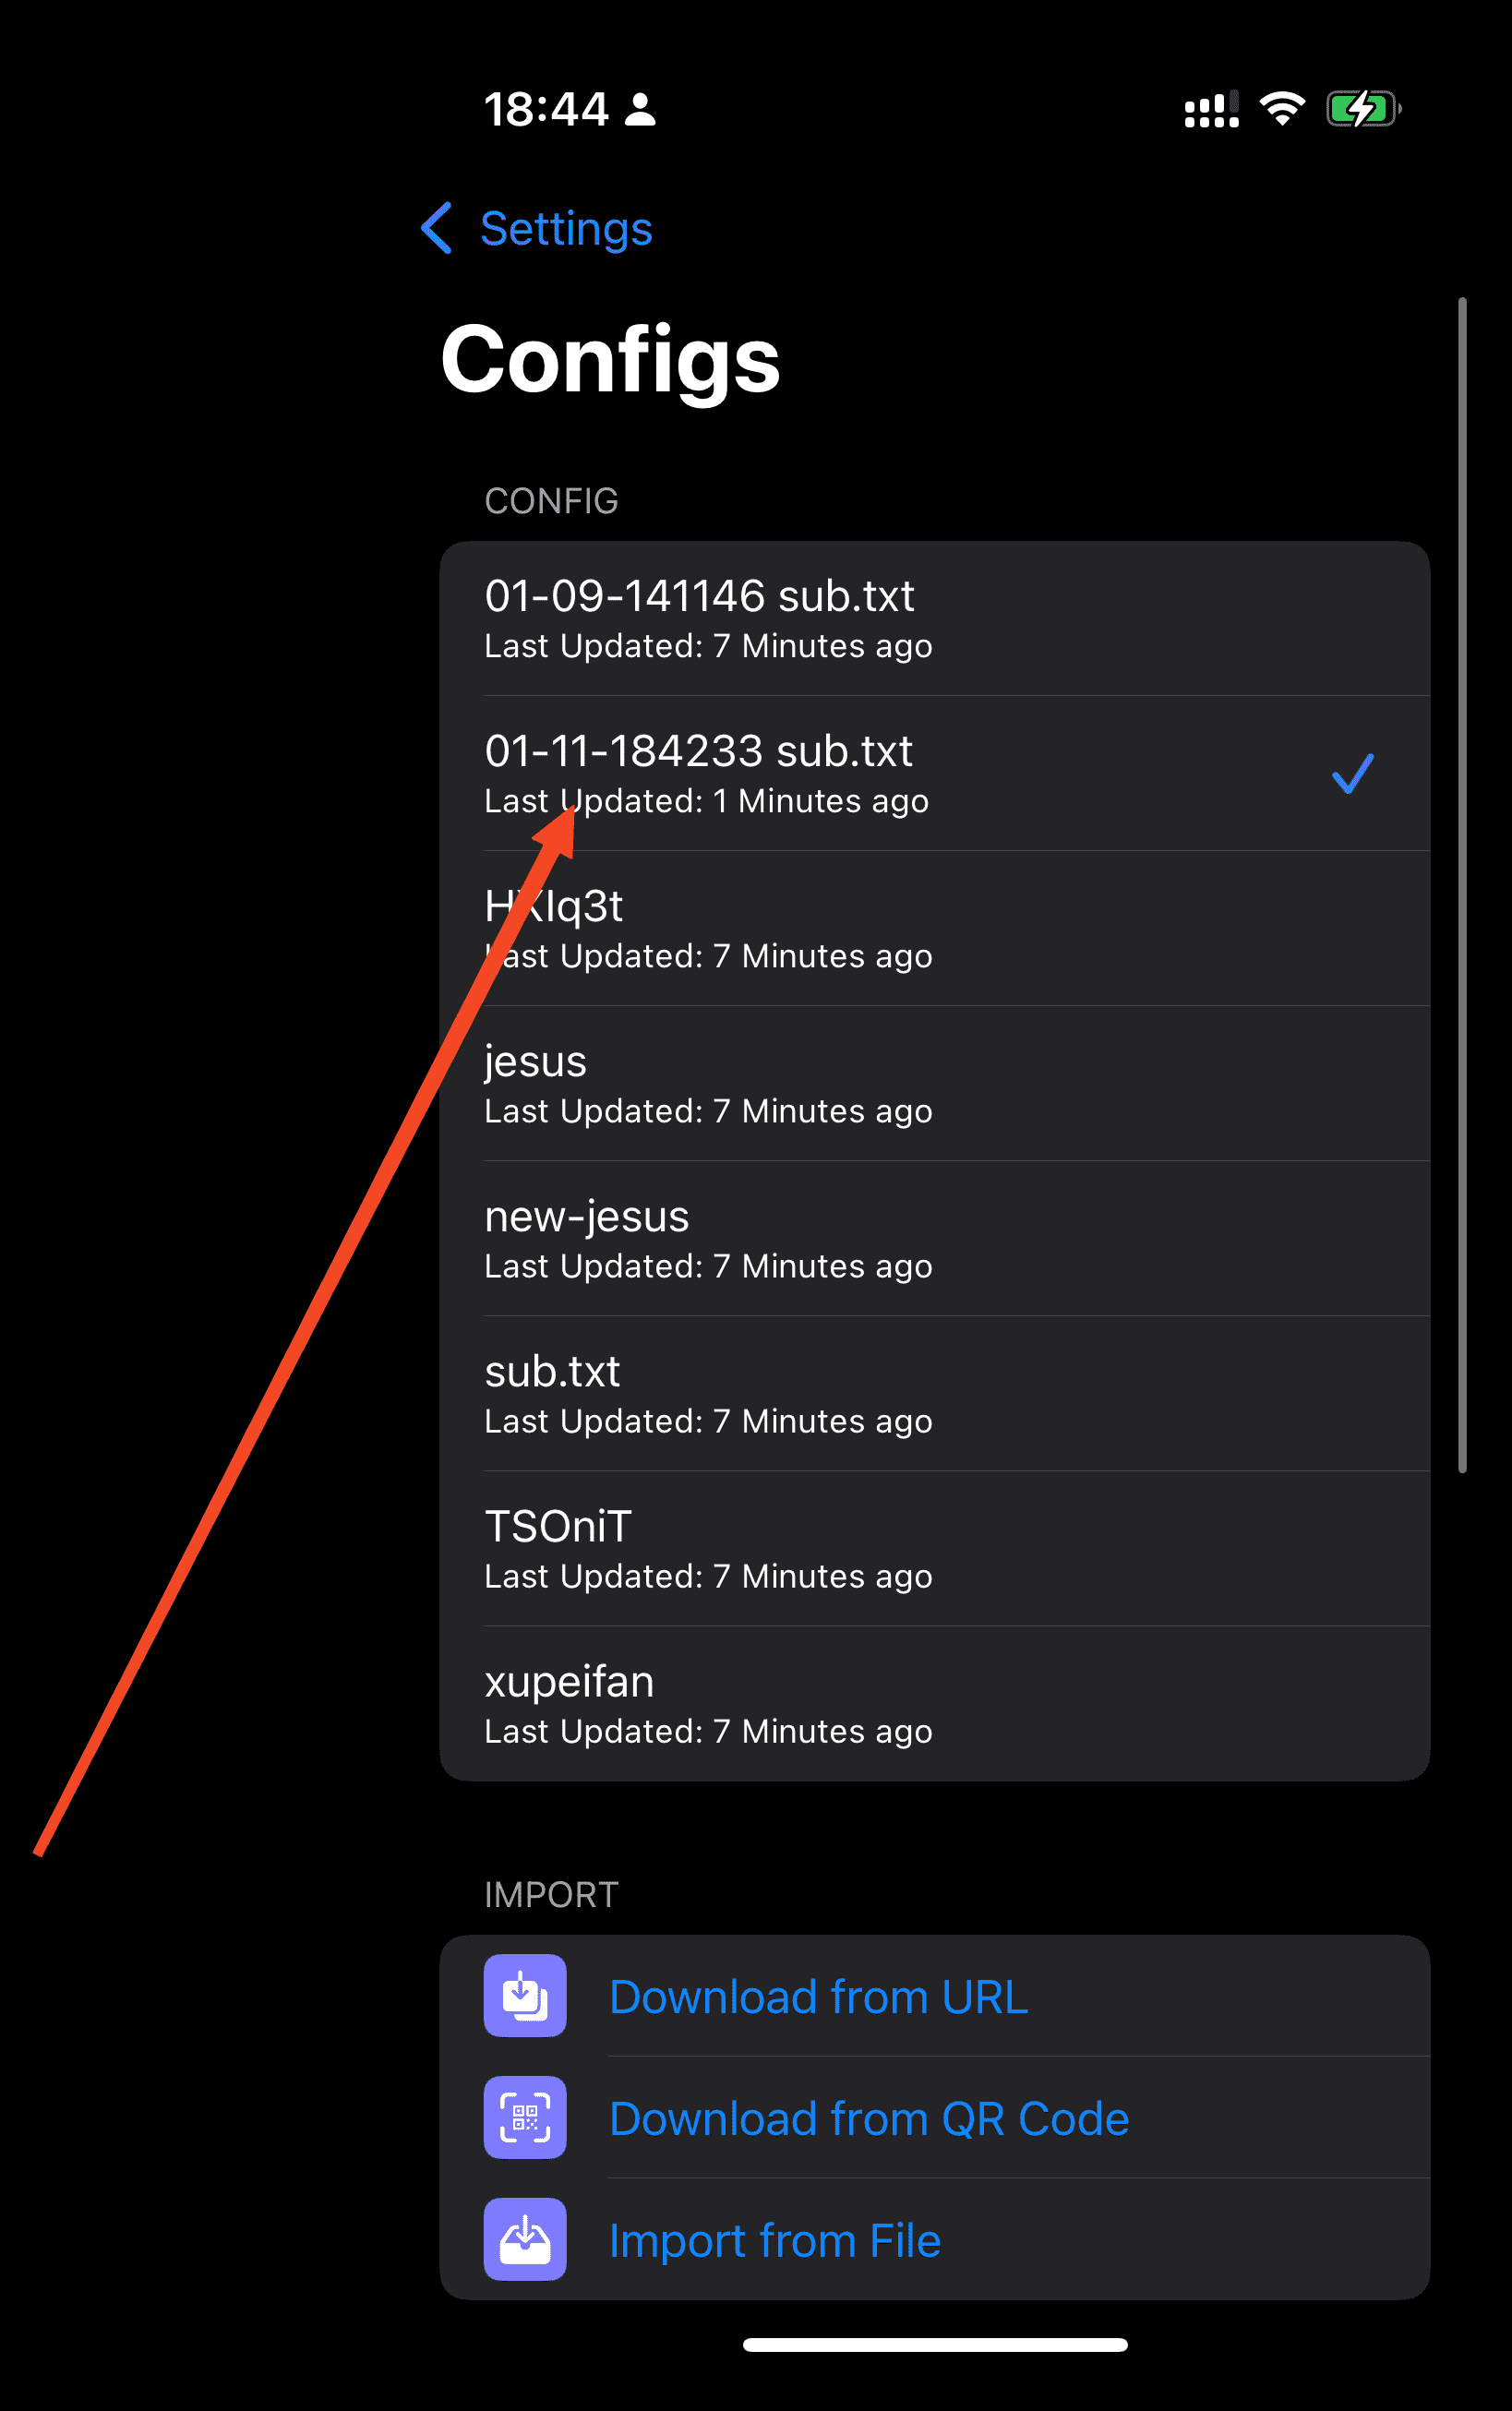 18:44
Settings
Configs
CONFIG
01-09-141146 sub.txt
Last Updated: 7 Minutes ago
01-11-184233 sub.txt
Last Updated: 1 Minutes ago
HXIq3t
Last Updated: 7 Minutes ago
jesus
Last Updated: 7 Minutes ago
new-jesus
Last Updated: 7 Minutes ago
sub.txt
Last Updated: 7 Minutes ago
TSOniT
Last Updated: 7 Minutes ago
xupeifan
Last Updated: 7 Minutes ago
IMPORT
Download from URL
Download from QR Code
Import from File